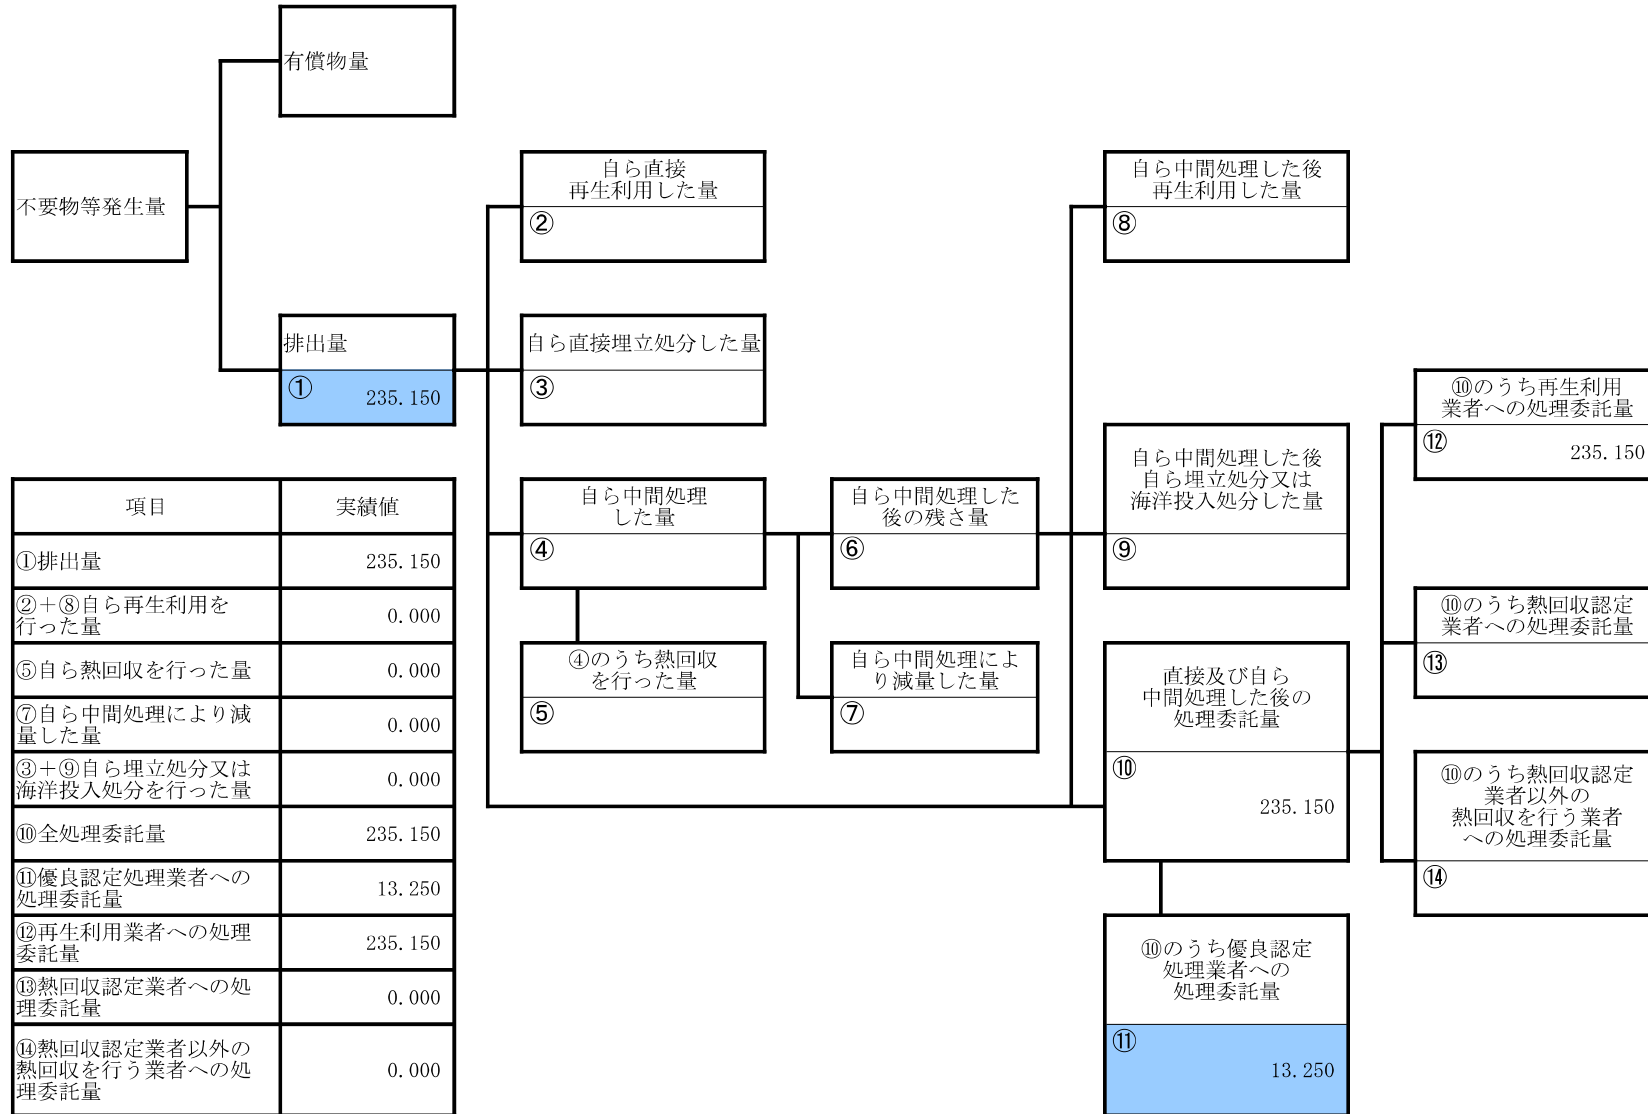 有償物量
不要物等発生量
自ら直接
再生利用した量
②
自ら中間処理した後
再生利用した量
⑧
排出量
① 235.150
自ら直接埋立処分した量
③
⑩のうち再生利用
業者への処理委託量
⑫ 235.150
自ら中間処理
した量
④
自ら中間処理した
後の残さ量
⑥
自ら中間処理した後
自ら埋立処分又は
海洋投入処分した量
⑨
④のうち熱回収
を行った量
⑤
自ら中間処理によ
り減量した量
⑦
直接及び自ら
中間処理した後の
処理委託量
⑩
235.150
⑩のうち熱回収認定
業者への処理委託量
⑬
⑩のうち熱回収認定
業者以外の
熱回収を行う業者
への処理委託量
⑭
⑩のうち優良認定
処理業者への
処理委託量
⑪
13.250
項目 実績値
①排出量 235.150
②＋⑧自ら再生利用を
行った量 0.000
⑤自ら熱回収を行った量 0.000
⑦自ら中間処理により減
量した量 0.000
③＋⑨自ら埋立処分又は
海洋投入処分を行った量 0.000
⑩全処理委託量 235.150
⑪優良認定処理業者への
処理委託量 13.250
⑫再生利用業者への処理
委託量 235.150
⑬熱回収認定業者への処
理委託量 0.000
⑭熱回収認定業者以外の
熱回収を行う業者への処
理委託量 0.000